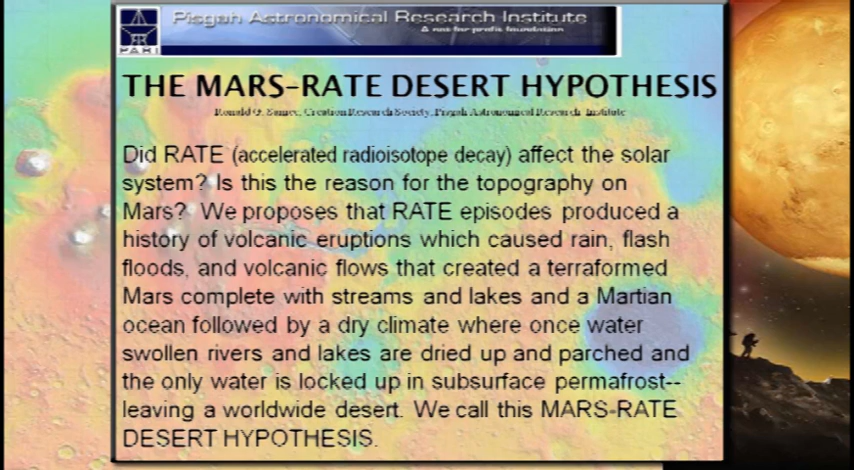 Pisgah Astronomical Research Institute
A not for profit foundation
PARI
THE MARS-RATE DESERT HYPOTHESIS
Ronald G. Samec, Creation Research Society, Pisgah Astronomical Research Institute
Did RATE (accelerated radioisotope decay) affect the solar
system? Is this the reason for the topography on
Mars? We proposes that RATE episodes produced a
history of volcanic eruptions which caused rain, flash
floods, and volcanic flows that created a terraformed
Mars complete with streams and lakes and a Martian
ocean followed by a dry climate where once water
swollen rivers and lakes are dried up and parched and
the only water is locked up in subsurface permafrost--
leaving a worldwide desert. We call this MARS-RATE
DESERT HYPOTHESIS.